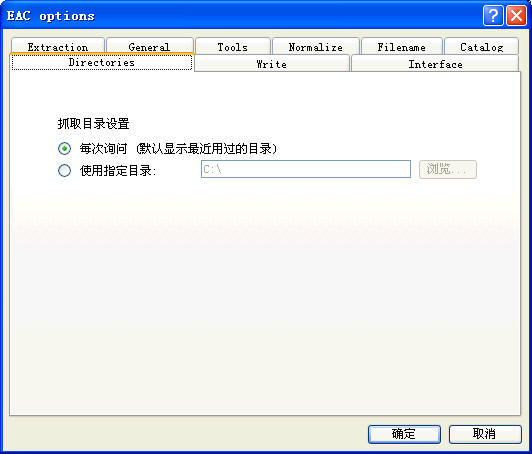 EAC options
Extraction General Tools Normalize Filename Catalog
Directories Write Interface
抓取目录设置
每次询问 (默认显示最近用过的目录)
使用指定目录: C:\ 浏览...
确定 取消